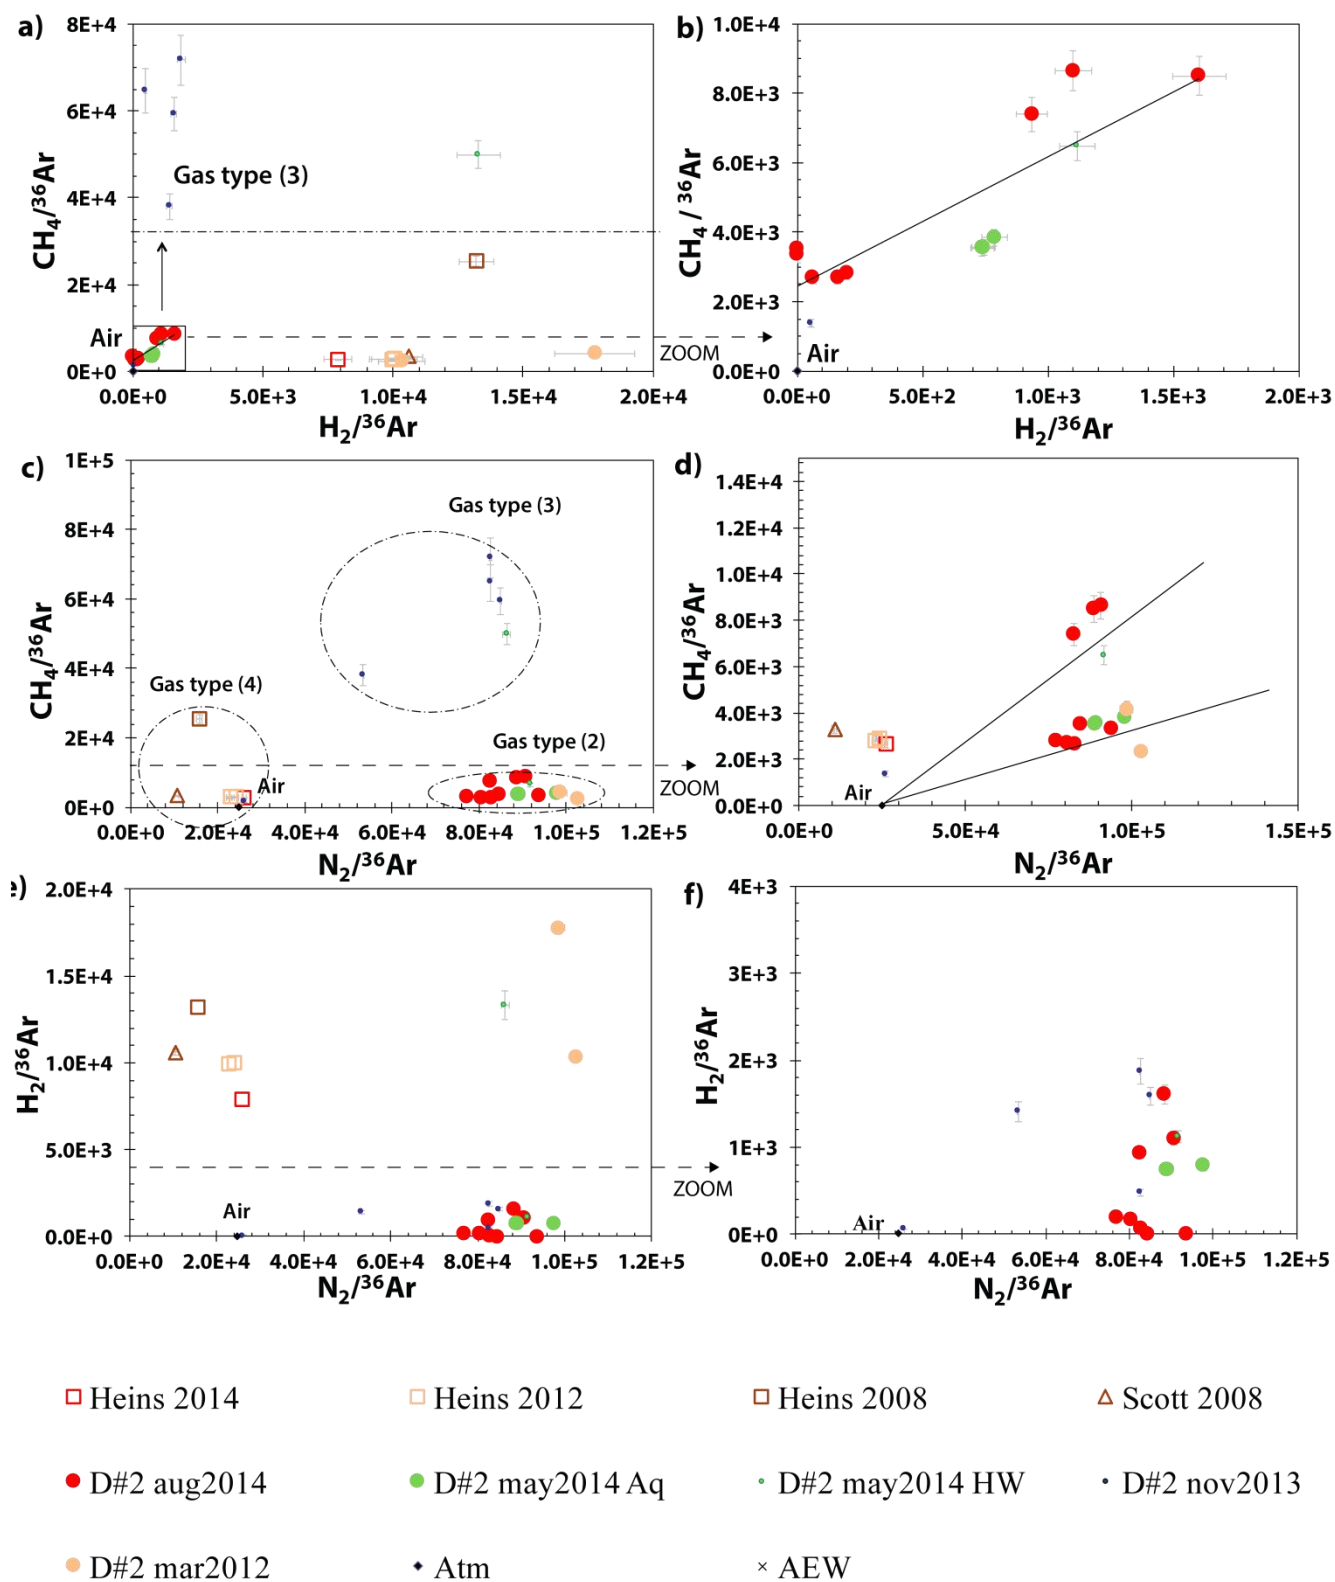 a)
8E+4
6E+4
4E+4
2E+4
0E+0
CH₄/³⁶Ar
Gas type (3)
Air
ZOOM
0.0E+0 5.0E+3 1.0E+4 1.5E+4 2.0E+4
H₂/³⁶Ar
b)
1.0E+4
8.0E+3
6.0E+3
4.0E+3
2.0E+3
0.0E+0
CH₄ / ³⁶Ar
Air
0.0E+0 5.0E+2 1.0E+3 1.5E+3 2.0E+3
H₂/³⁶Ar
c)
1E+5
8E+4
6E+4
4E+4
2E+4
0E+0
CH₄/³⁶Ar
Gas type (3)
Gas type (4)
Gas type (2)
Air
ZOOM
0.0E+0 2.0E+4 4.0E+4 6.0E+4 8.0E+4 1.0E+5 1.2E+5
N₂/³⁶Ar
d)
1.4E+4
1.2E+4
1.0E+4
8.0E+3
6.0E+3
4.0E+3
2.0E+3
0.0E+0
CH₄/³⁶Ar
Air
0.0E+0 5.0E+4 1.0E+5 1.5E+5
N₂/³⁶Ar
e)
2.0E+4
1.5E+4
1.0E+4
5.0E+3
0.0E+0
H₂/³⁶Ar
Air
ZOOM
0.0E+0 2.0E+4 4.0E+4 6.0E+4 8.0E+4 1.0E+5 1.2E+5
N₂/³⁶Ar
f)
4E+3
3E+3
2E+3
1E+3
0E+0
H₂/³⁶Ar
Air
0.0E+0 2.0E+4 4.0E+4 6.0E+4 8.0E+4 1.0E+5 1.2E+5
N₂/³⁶Ar
Heins 2014 Heins 2012 Heins 2008 Scott 2008
D#2 aug2014 D#2 may2014 Aq D#2 may2014 HW D#2 nov2013
D#2 mar2012 Atm AEW